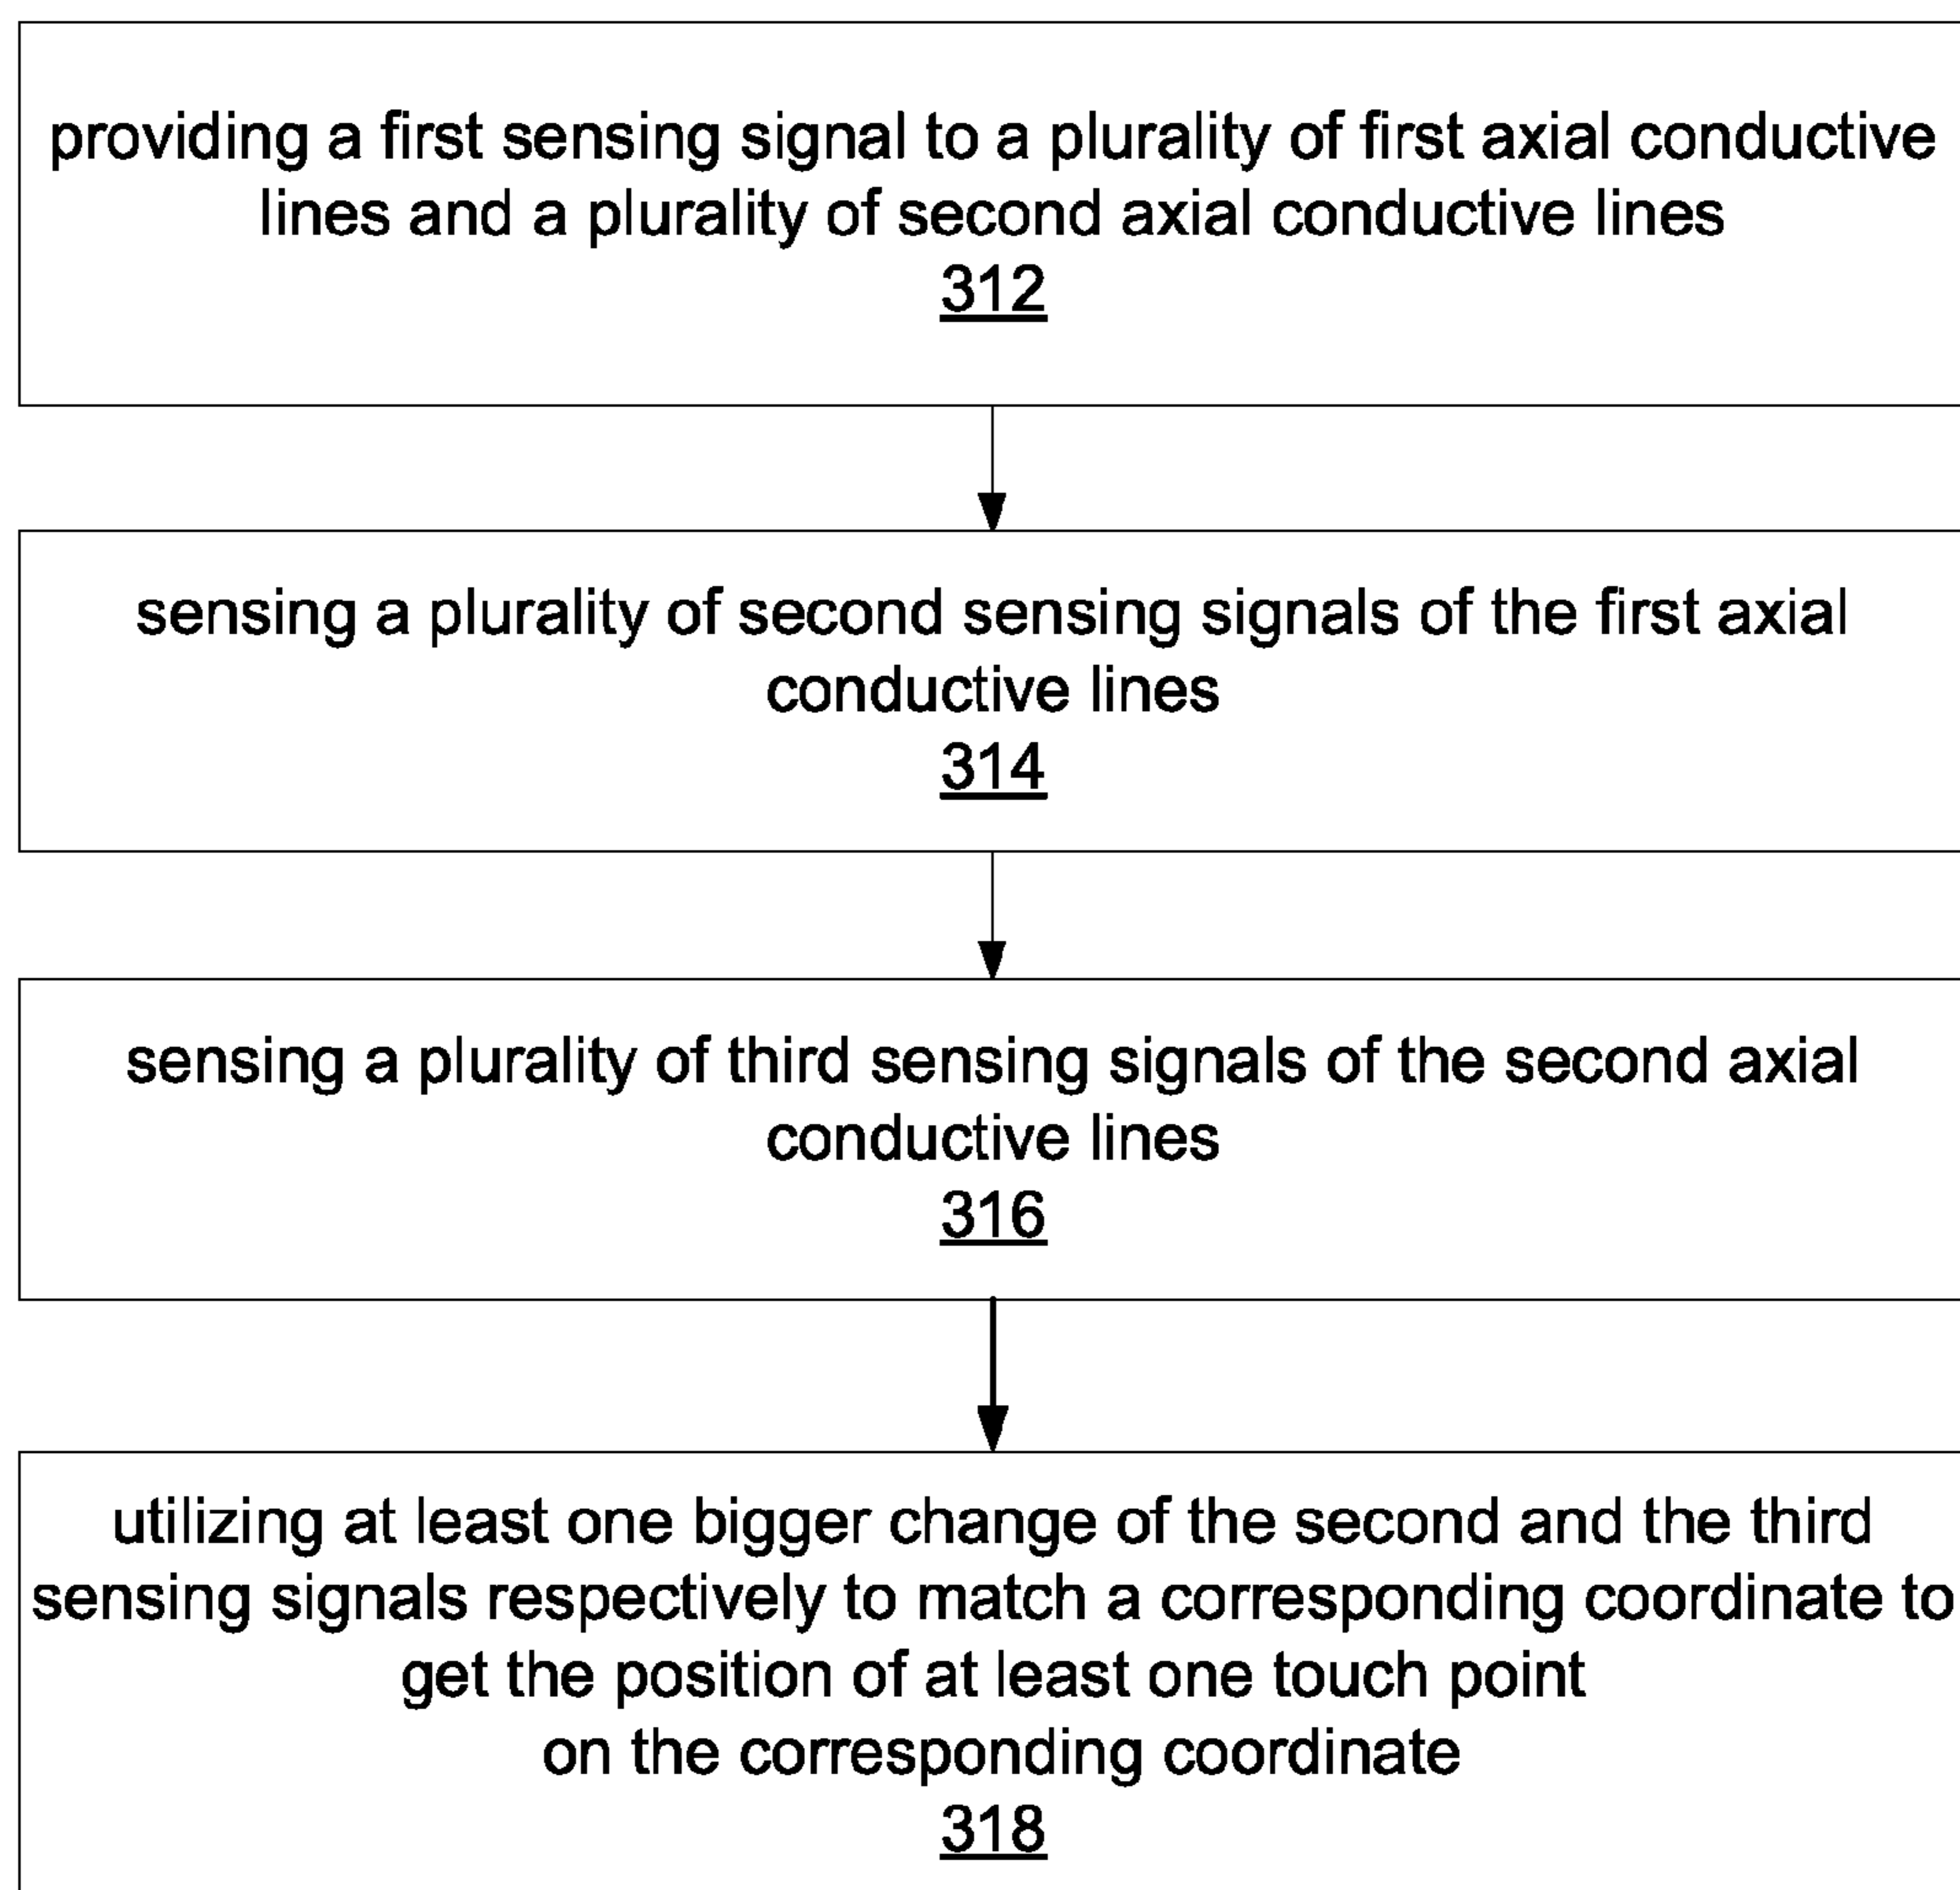 providing a first sensing signal to a plurality of first axial conductive
lines and a plurality of second axial conductive lines
312
sensing a plurality of second sensing signals of the first axial
conductive lines
314
sensing a plurality of third sensing signals of the second axial
conductive lines
316
utilizing at least one bigger change of the second and the third
sensing signals respectively to match a corresponding coordinate to
get the position of at least one touch point
on the corresponding coordinate
318